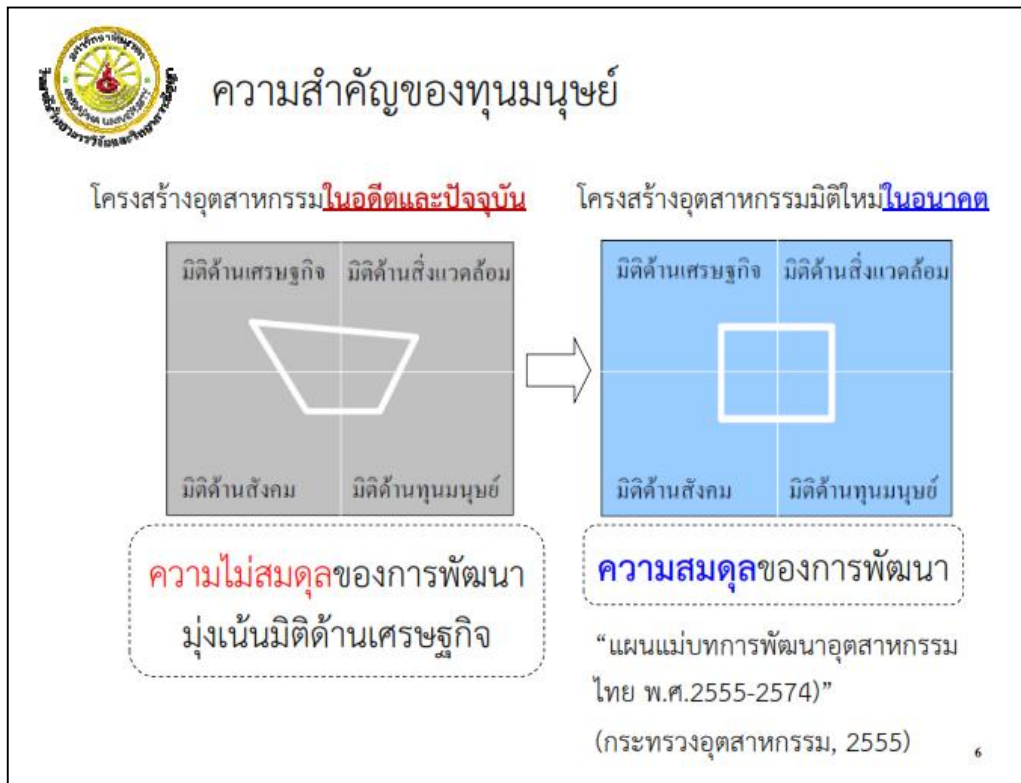 ความสำคัญของทุนมนุษย์
โครงสร้างอุตสาหกรรมในอดีตและปัจจุบัน
มิติด้านเศรษฐกิจ มิติด้านสิ่งแวดล้อม
มิติด้านสังคม มิติด้านทุนมนุษย์
ความไม่สมดุลของการพัฒนา
มุ่งเน้นมิติด้านเศรษฐกิจ
โครงสร้างอุตสาหกรรมมิติใหม่ในอนาคต
มิติด้านเศรษฐกิจ มิติด้านสิ่งแวดล้อม
มิติด้านสังคม มิติด้านทุนมนุษย์
ความสมดุลของการพัฒนา
“แผนแม่บทการพัฒนาอุตสาหกรรม
ไทย พ.ศ.2555-2574)”
(กระทรวงอุตสาหกรรม, 2555)
6